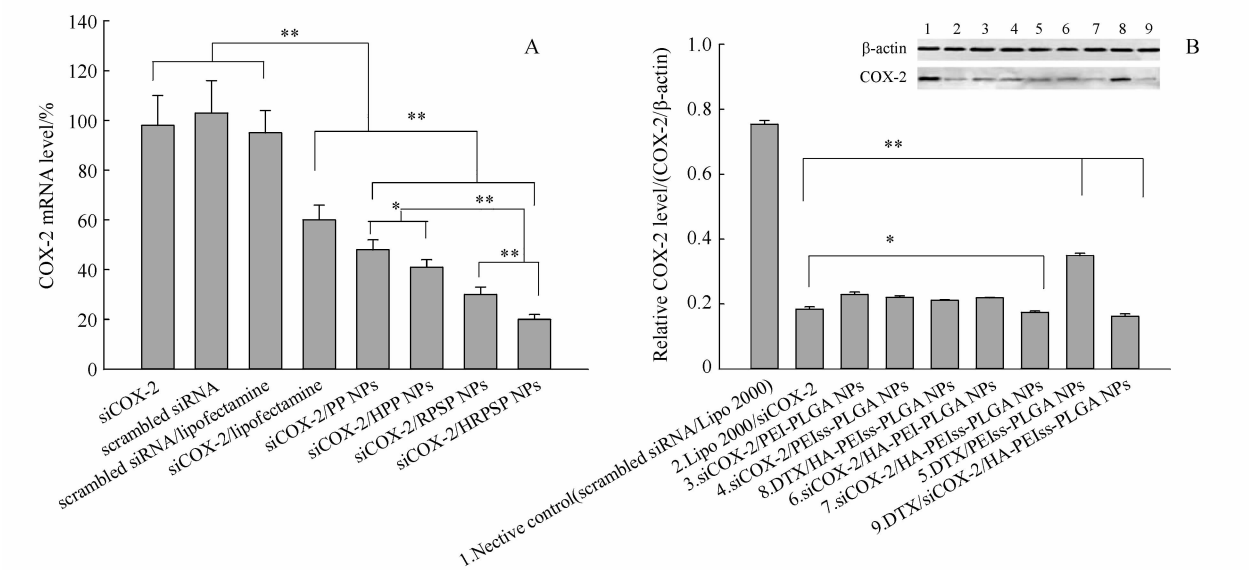 140
120
100
80
60
40
20
0
COX-2 mRNA level/%
A
**
**
*
**
**
siCOX-2
scrambled siRNA
scrambled siRNA/lipofectamine
siCOX-2/lipofectamine
siCOX-2/PP NPs
siCOX-2/HPP NPs
siCOX-2/RPSP NPs
siCOX-2/HRPSP NPs
B
1 2 3 4 5 6 7 8 9
β-actin
COX-2
1.0
0.8
0.6
0.4
0.2
0
Relative COX-2 level/(COX-2/β-actin)
**
*
1.Nective control(scrambled siRNA/Lipo 2000)
2.Lipo 2000/siCOX-2
3.siCOX-2/PEI-PLGA NPs
4.siCOX-2/PEIss-PLGA NPs
8.DTX/HA-PEIss-PLGA NPs
6.siCOX-2/HA-PEI-PLGA NPs
7.siCOX-2/HA-PEIss-PLGA NPs
5.DTX/PEIss-PLGA NPs
9.DTX/siCOX-2/HA-PEIss-PLGA NPs